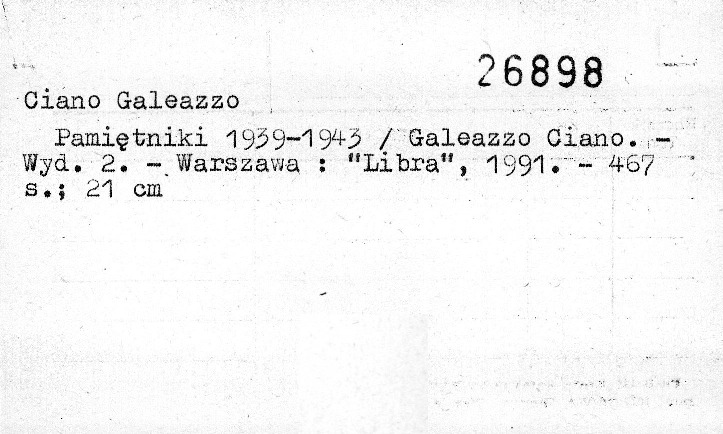 26898
Ciano Galeazzo
Pamiętniki 1939-1943 / Galeazzo Ciano. -
Wyd. 2. - Warszawa : "Libra", 1991. - 467
s.; 21 cm